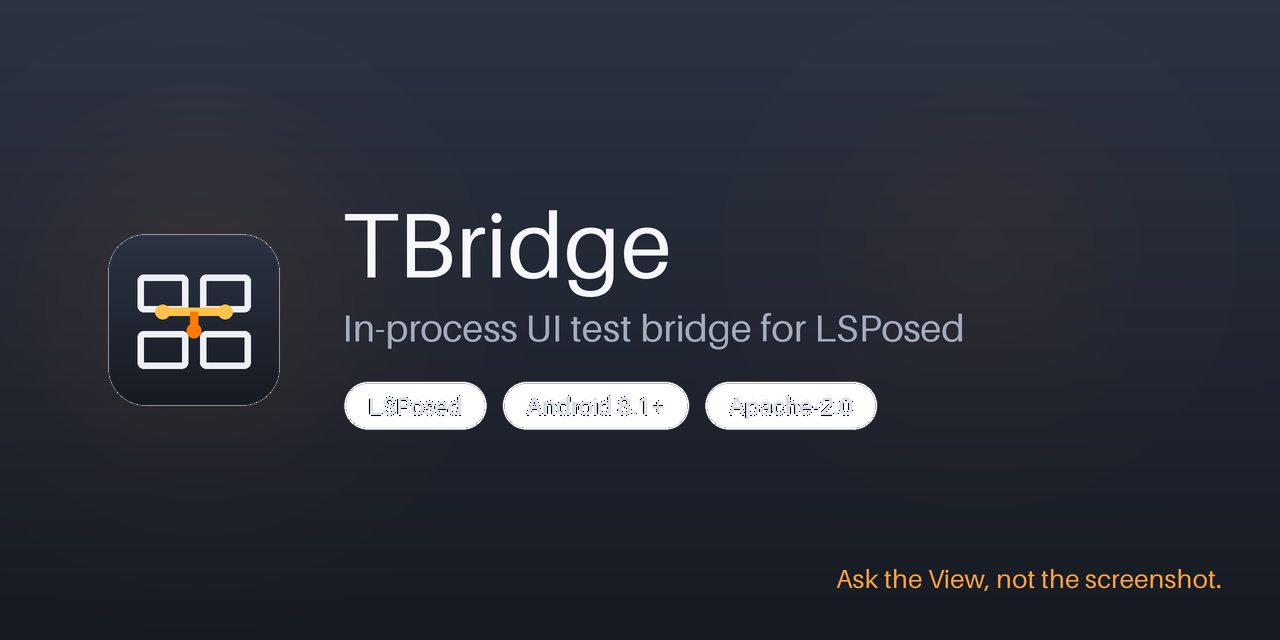 TBridge
In-process UI test bridge for LSPosed
LSPosed
Android 8.1+
Apache-2.0
Ask the View, not the screenshot.